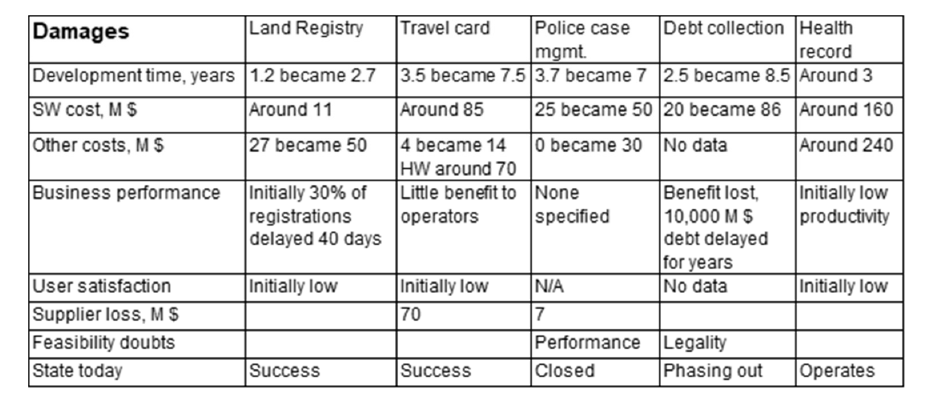 Damages Land Registry Travel card Police case mgmt. Debt collection Health record
Development time, years 1.2 became 2.7 3.5 became 7.5 3.7 became 7 2.5 became 8.5 Around 3
SW cost, M $ Around 11 Around 85 25 became 50 20 became 86 Around 160
Other costs, M $ 27 became 50 4 became 14 HW around 70 0 became 30 No data Around 240
Business performance Initially 30% of registrations delayed 40 days Little benefit to operators None specified Benefit lost, 10,000 M $ debt delayed for years Initially low productivity
User satisfaction Initially low Initially low N/A No data Initially low
Supplier loss, M $ 70 7
Feasibility doubts Performance Legality
State today Success Success Closed Phasing out Operates